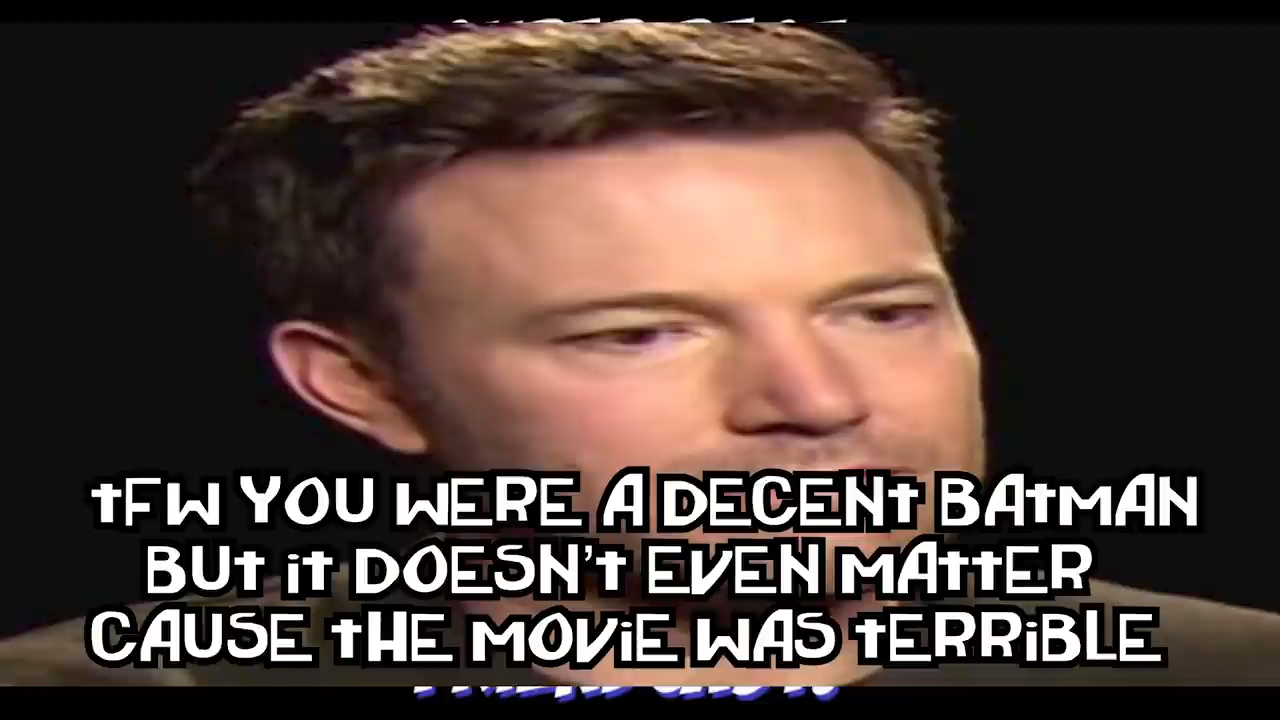 tFW YOU WERE A DECENt BAtMAN
BUt it DOESN't EVEN MAttER
CAUSE tHE MOViE WAS tERRiBLE